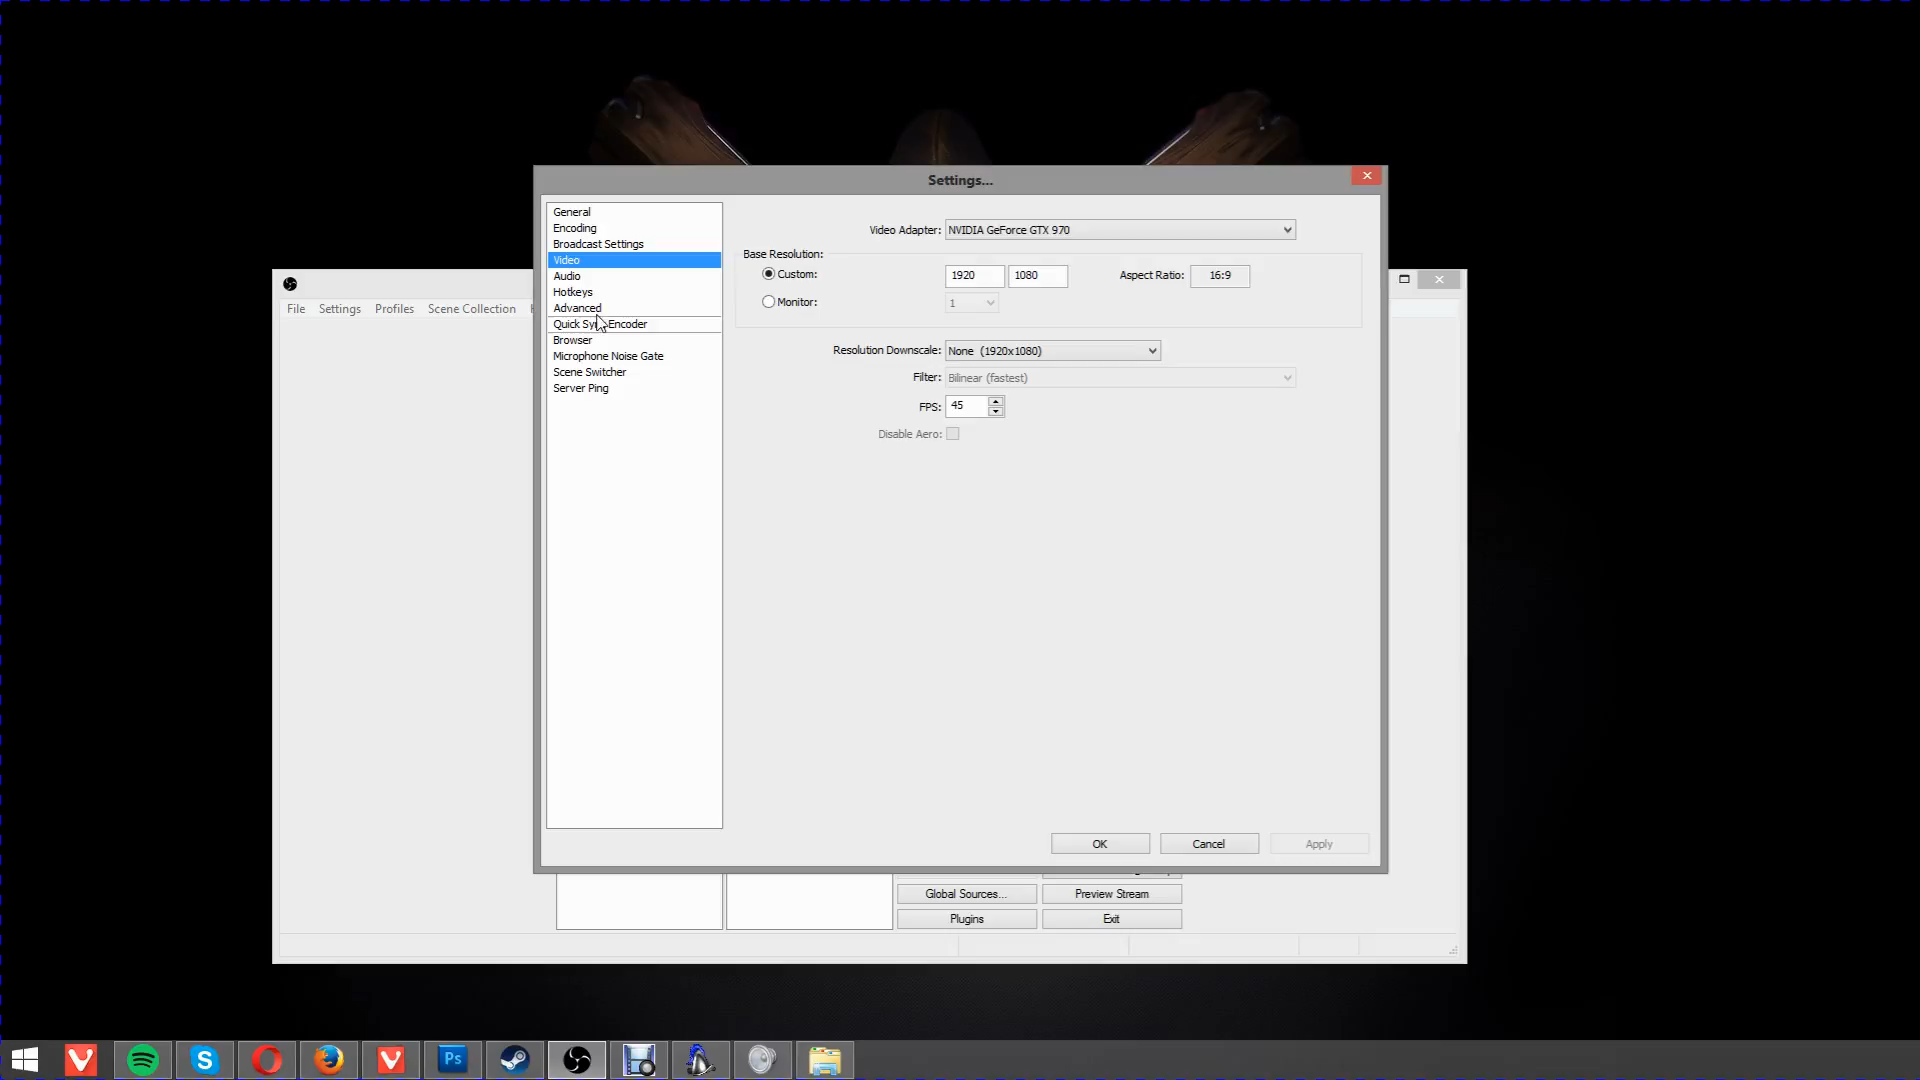 Settings...
File Settings Profiles Scene Collection
General
Encoding
Broadcast Settings
Video
Audio
Hotkeys
Advanced
Quick Sync Encoder
Browser
Microphone Noise Gate
Scene Switcher
Server Ping
Video Adapter: NVIDIA GeForce GTX 970
Base Resolution:
Custom: 1920 1080 Aspect Ratio: 16:9
Monitor: 1
Resolution Downscale: None (1920x1080)
Filter: Bilinear (fastest)
FPS: 45
Disable Aero:
OK Cancel Apply
Global Sources... Preview Stream
Plugins Exit
Ps